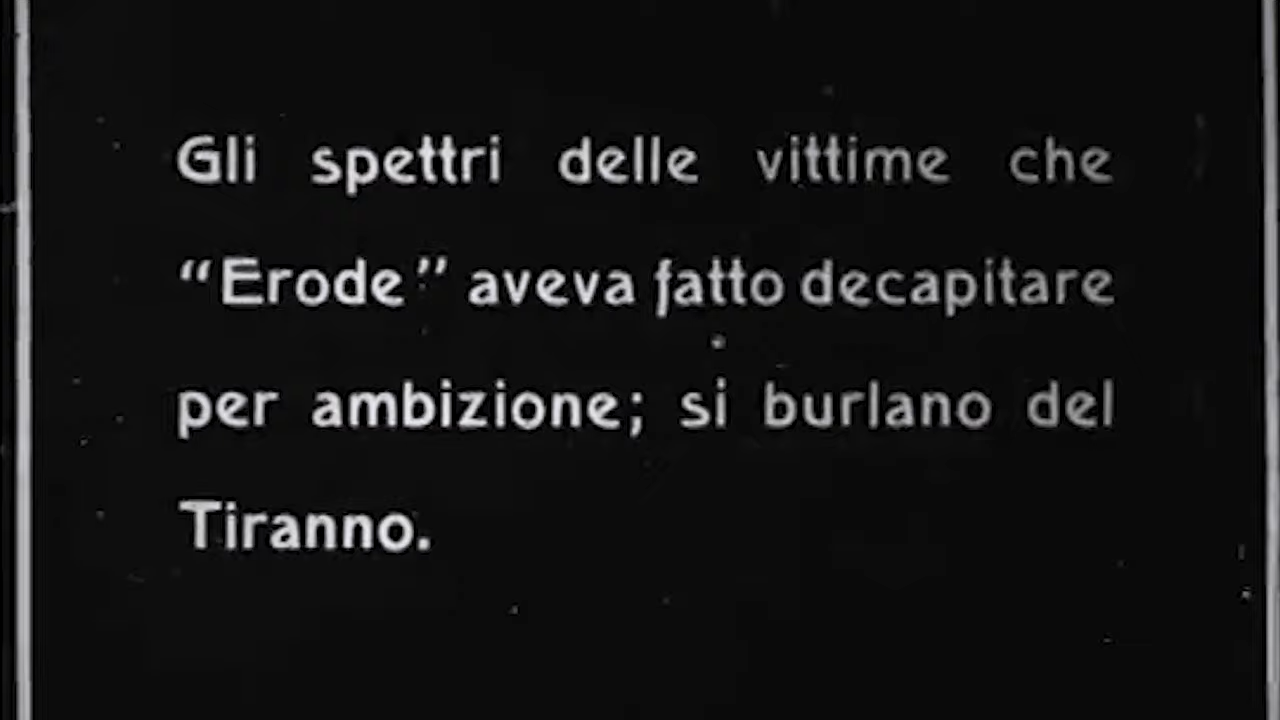 Gli spettri delle vittime che
“Erode” aveva fatto decapitare
per ambizione; si burlano del
Tiranno.